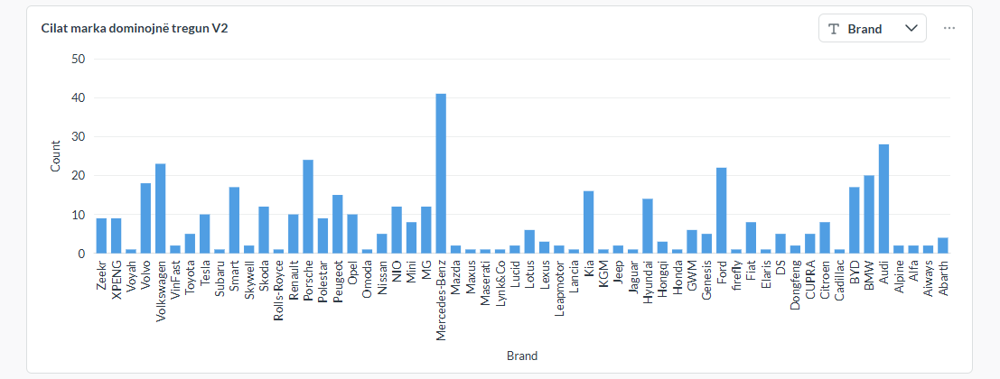 Cilat marka dominojnë tregun V2
Brand
50
40
30
20
10
0
Count
Zeekr
XPENG
Voyah
Volvo
Volkswagen
VinFast
Toyota
Tesla
Subaru
Smart
Skywell
Skoda
Rolls-Royce
Renault
Porsche
Polestar
Peugeot
Opel
Omoda
Nissan
NIO
Mini
MG
Mercedes-Benz
Mazda
Maxus
Maserati
Lynk&Co
Lucid
Lotus
Lexus
Leapmotor
Lancia
Kia
KGM
Jeep
Jaguar
Hyundai
Hongqi
Honda
GWM
Genesis
Ford
firefly
Fiat
Elaris
DS
Dongfeng
CUPRA
Citroen
Cadillac
BYD
BMW
Audi
Alpine
Alfa
Aiways
Abarth
Brand